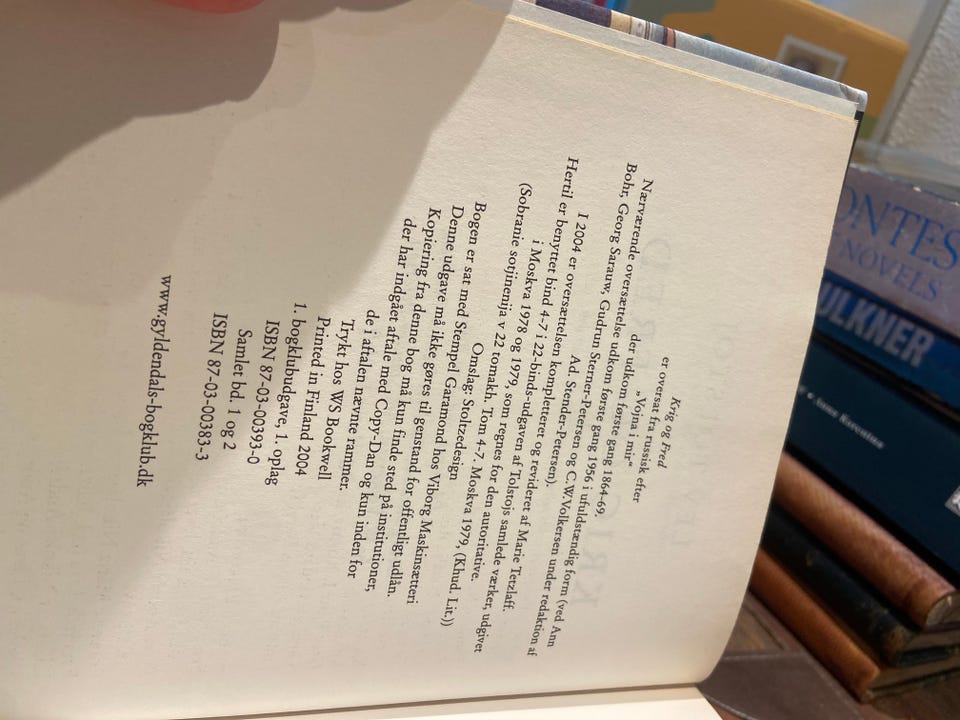 Krig og Fred
er oversat fra russisk efter
„Vojna i mir“
der udkom første gang 1864-69.
Nærværende oversættelse udkom første gang 1956 i ufuldstændig form (ved Ann
Bohr, Georg Sarauw, Gudrun Sterner-Petersen og C.W.Volkersen under redaktion af
Ad. Stender-Petersen).
I 2004 er oversættelsen kompletteret og revideret af Marie Tetzlaff.
Hertil er benyttet bind 4-7 i 22-binds-udgaven af Tolstojs samlede værker, udgivet
i Moskva 1978 og 1979, som regnes for den autoritative.
(Sobranie sotjinenija v 22 tomakh. Tom 4-7. Moskva 1979, (Khud. Lit.))
Omslag: Stoltzedesign
Bogen er sat med Stempel Garamond hos Viborg Maskinsætteri
Denne udgave må ikke gøres til genstand for offentligt udlån.
Kopiering fra denne bog må kun finde sted på institutioner,
der har indgået aftale med Copy-Dan og kun inden for
de i aftalen nævnte rammer.
Trykt hos WS Bookwell
Printed in Finland 2004
1. bogklubudgave, 1. oplag
ISBN 87-03-00393-0
Samlet bd. 1 og 2
ISBN 87-03-00383-3
www.gyldendals-bogklub.dk
ONTES
NOVELS
ULKNER
Anna Karenina